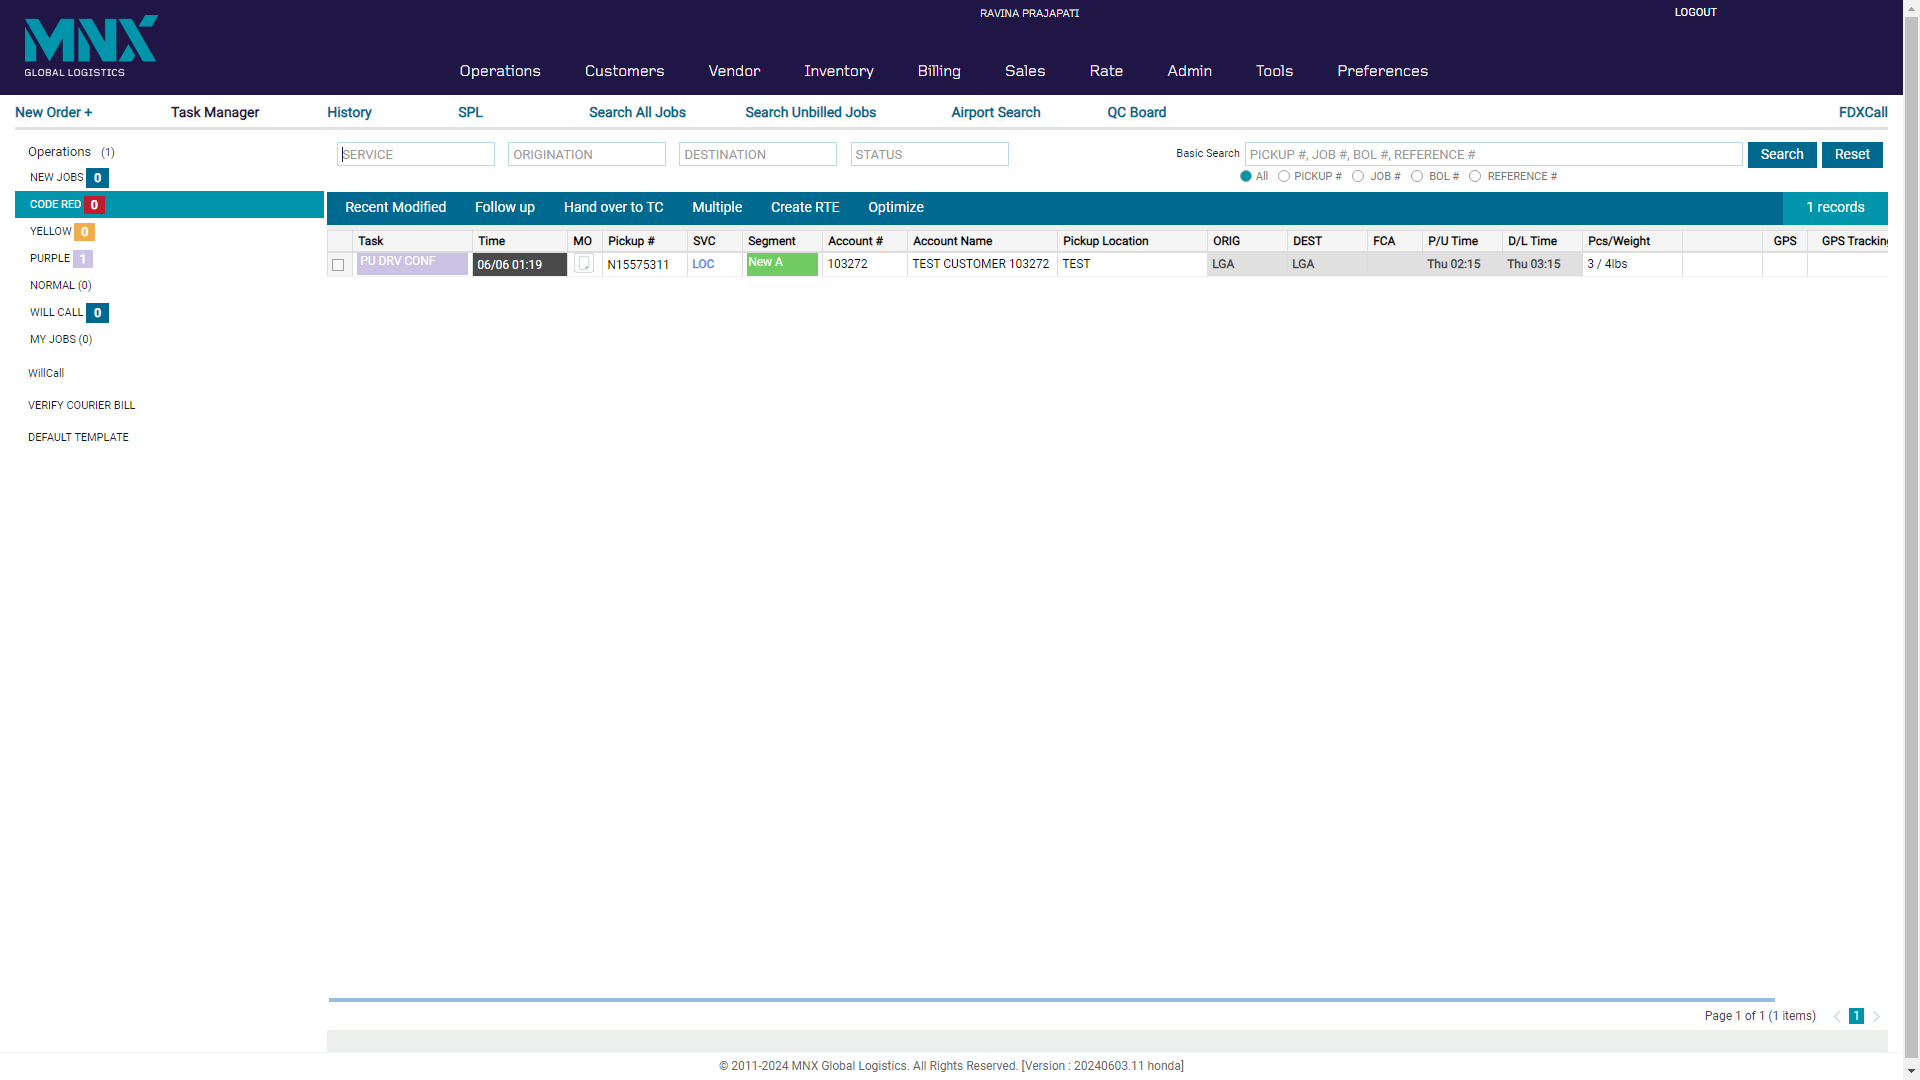 MNX
GLOBAL LOGISTICS
RAVINA PRAJAPATI
LOGOUT
Operations Customers Vendor Inventory Billing Sales Rate Admin Tools Preferences
New Order + Task Manager History SPL Search All Jobs Search Unbilled Jobs Airport Search QC Board FDXCall
Operations (1)
NEW JOBS 0
CODE RED 0
YELLOW 0
PURPLE 1
NORMAL (0)
WILL CALL 0
MY JOBS (0)
WillCall
VERIFY COURIER BILL
DEFAULT TEMPLATE
SERVICE ORIGINATION DESTINATION STATUS Basic Search PICKUP #, JOB #, BOL #, REFERENCE # Search Reset
All PICKUP # JOB # BOL # REFERENCE #
Recent Modified Follow up Hand over to TC Multiple Create RTE Optimize 1 records
Task Time MO Pickup # SVC Segment Account # Account Name Pickup Location ORIG DEST FCA P/U Time D/L Time Pcs/Weight GPS GPS Tracking
PU DRV CONF 06/06 01:19 N15575311 LOC New A 103272 TEST CUSTOMER 103272 TEST LGA LGA Thu 02:15 Thu 03:15 3 / 4lbs
Page 1 of 1 (1 items) 1
© 2011-2024 MNX Global Logistics. All Rights Reserved. [Version : 20240603.11 honda]